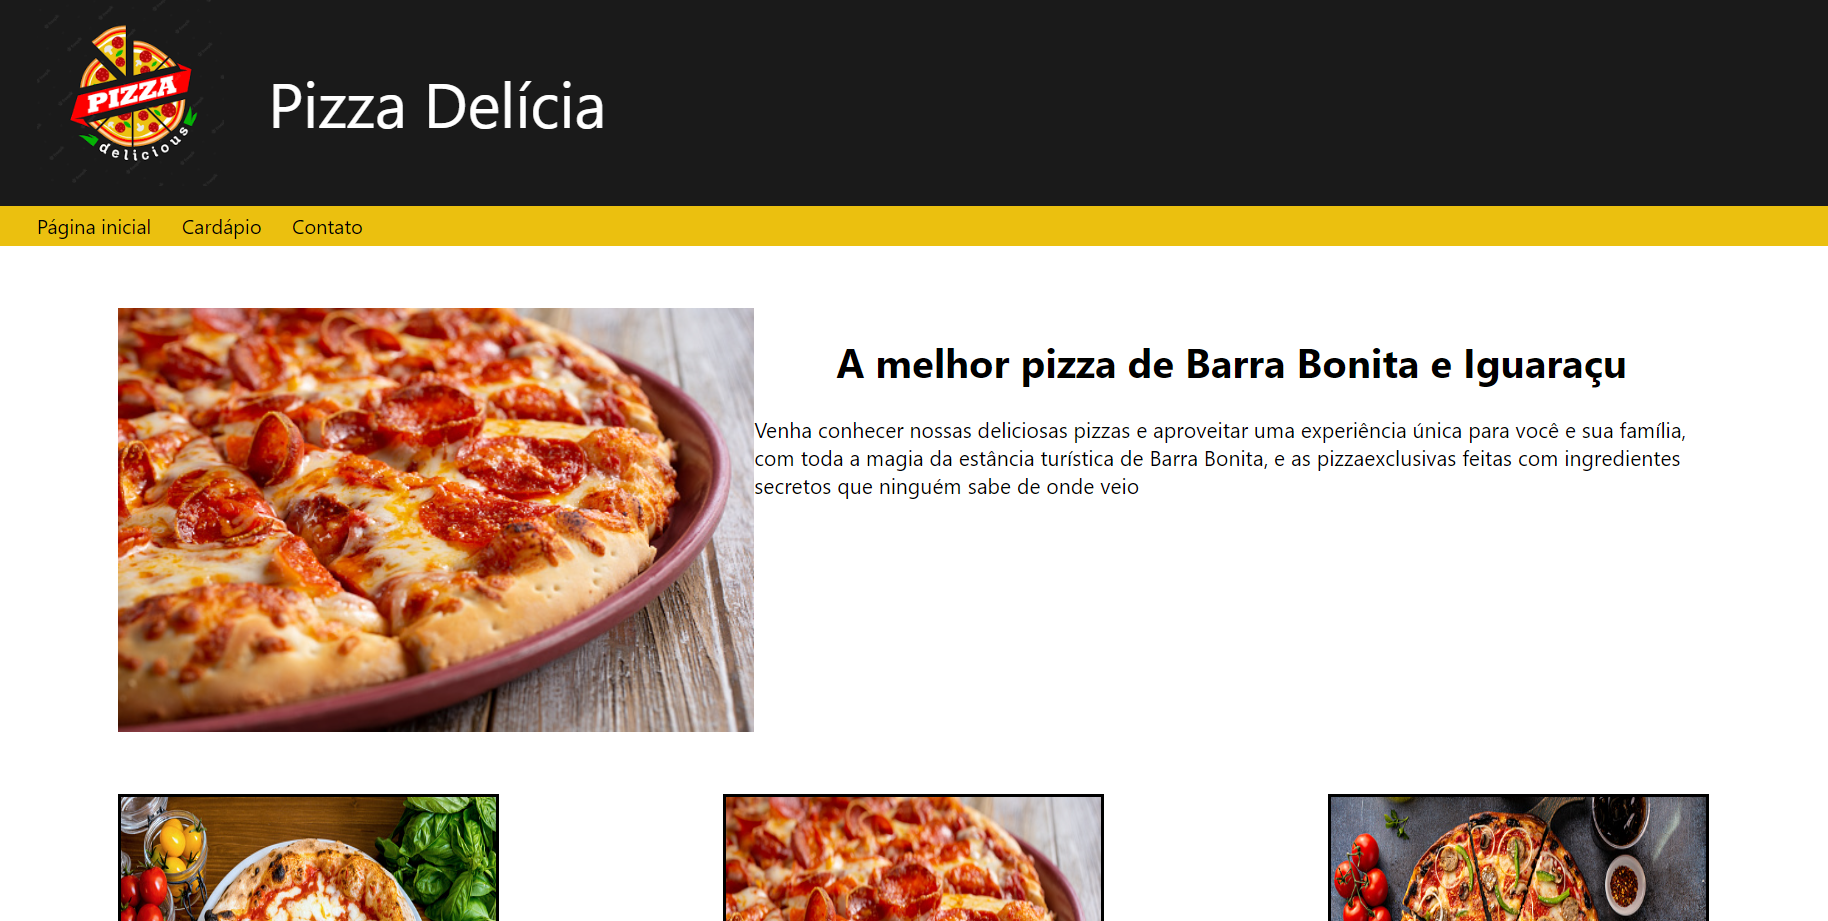 PIZZA
delicious
Pizza Delícia
Página inicial Cardápio Contato
A melhor pizza de Barra Bonita e Iguaraçu
Venha conhecer nossas deliciosas pizzas e aproveitar uma experiência única para você e sua família,
com toda a magia da estância turística de Barra Bonita, e as pizzaexclusivas feitas com ingredientes
secretos que ninguém sabe de onde veio